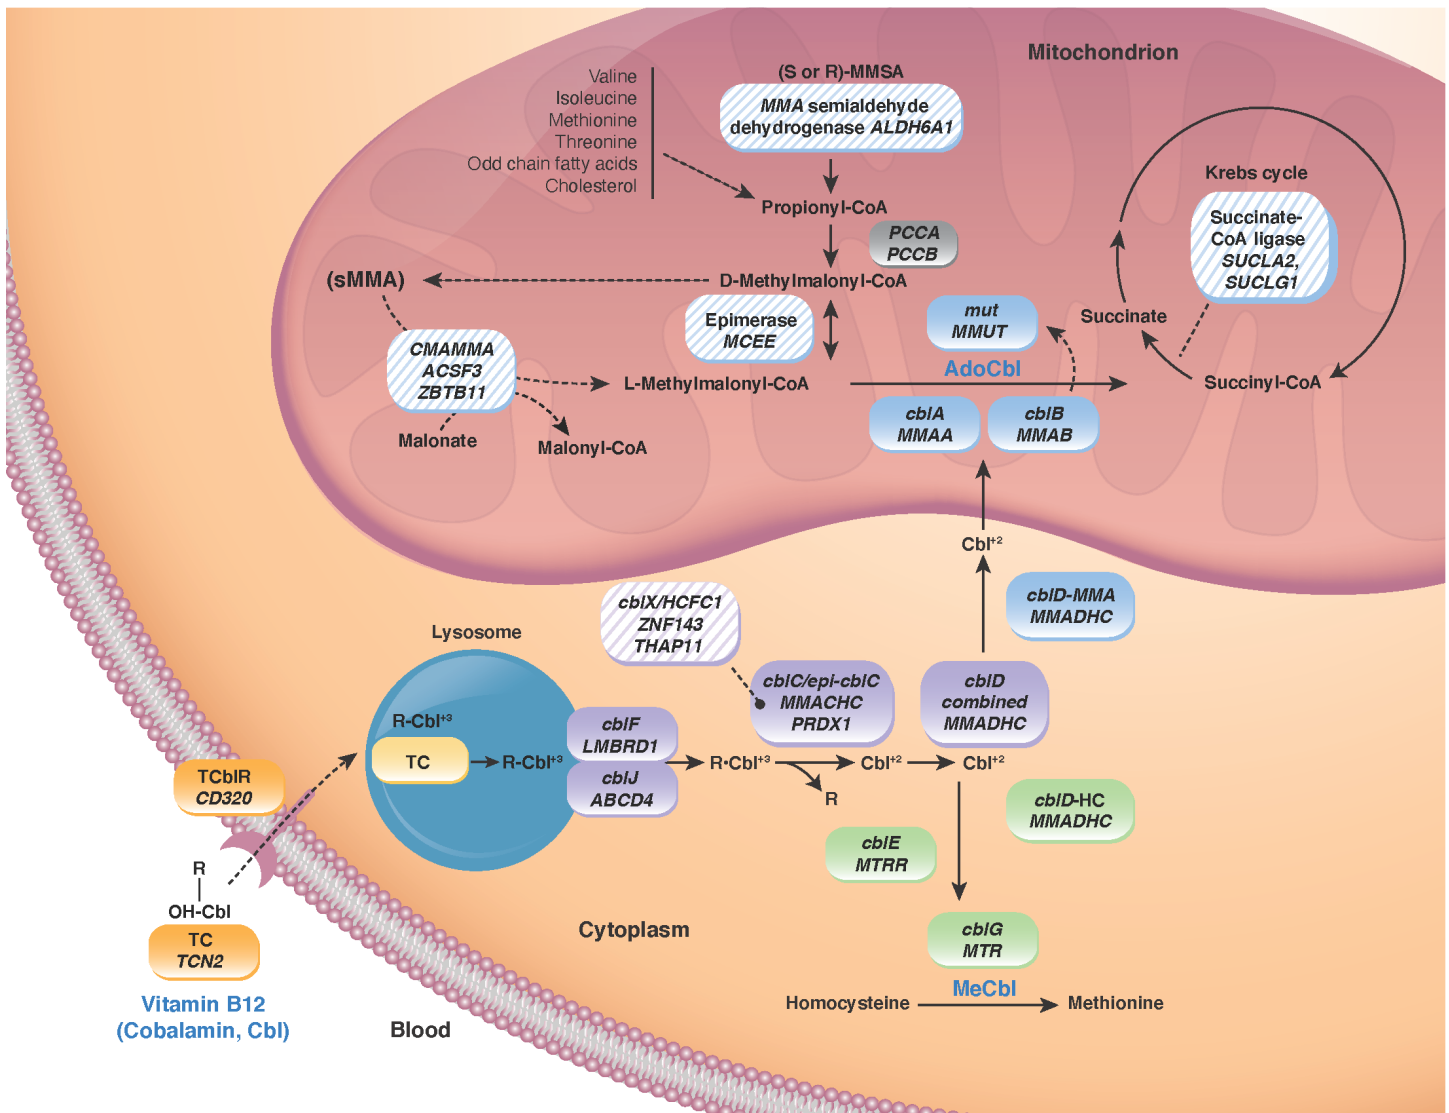 Mitochondrion
Valine
Isoleucine
Methionine
Threonine
Odd chain fatty acids
Cholesterol
(S or R)-MMSA
MMA semialdehyde
dehydrogenase ALDH6A1
Propionyl-CoA
PCCA
PCCB
(sMMA)
D-Methylmalonyl-CoA
Epimerase
MCEE
CMAMMA
ACSF3
ZBTB11
L-Methylmalonyl-CoA
Malonate
Malonyl-CoA
mut
MMUT
AdoCbl
cblA
MMAA
cblB
MMAB
Krebs cycle
Succinate-
CoA ligase
SUCLA2,
SUCLG1
Succinate
Succinyl-CoA
Cbl+2
cblD-MMA
MMADHC
cblX/HCFC1
ZNF143
THAP11
Lysosome
cblC/epi-cblC
MMACHC
PRDX1
cblD
combined
MMADHC
R-Cbl+3
TC
R-Cbl+3
cblF
LMBRD1
cblJ
ABCD4
R•Cbl+3
R
Cbl+2
Cbl+2
TCblR
CD320
cblD-HC
MMADHC
cblE
MTRR
R
OH-Cbl
TC
TCN2
Vitamin B12
(Cobalamin, Cbl)
Cytoplasm
Blood
cblG
MTR
MeCbl
Homocysteine
Methionine